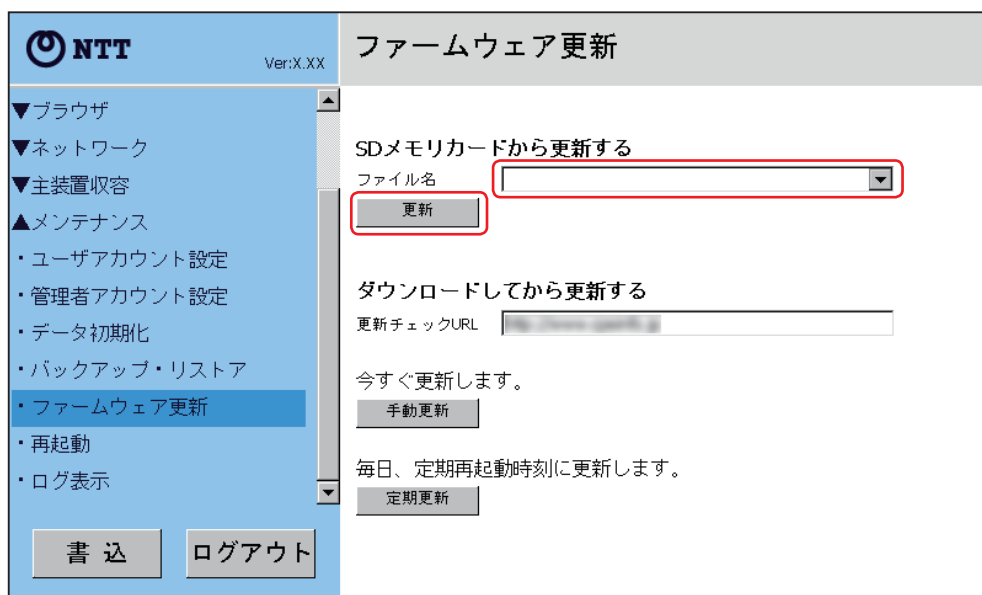 NTT
Ver:X.XX
ファームウェア更新
▼ブラウザ
▼ネットワーク
▼主装置収容
▲メンテナンス
・ユーザアカウント設定
・管理者アカウント設定
・データ初期化
・バックアップ・リストア
・ファームウェア更新
・再起動
・ログ表示
書 込
ログアウト
SDメモリカードから更新する
ファイル名
更新
ダウンロードしてから更新する
更新チェックURL
今すぐ更新します。
手動更新
毎日、定期再起動時刻に更新します。
定期更新